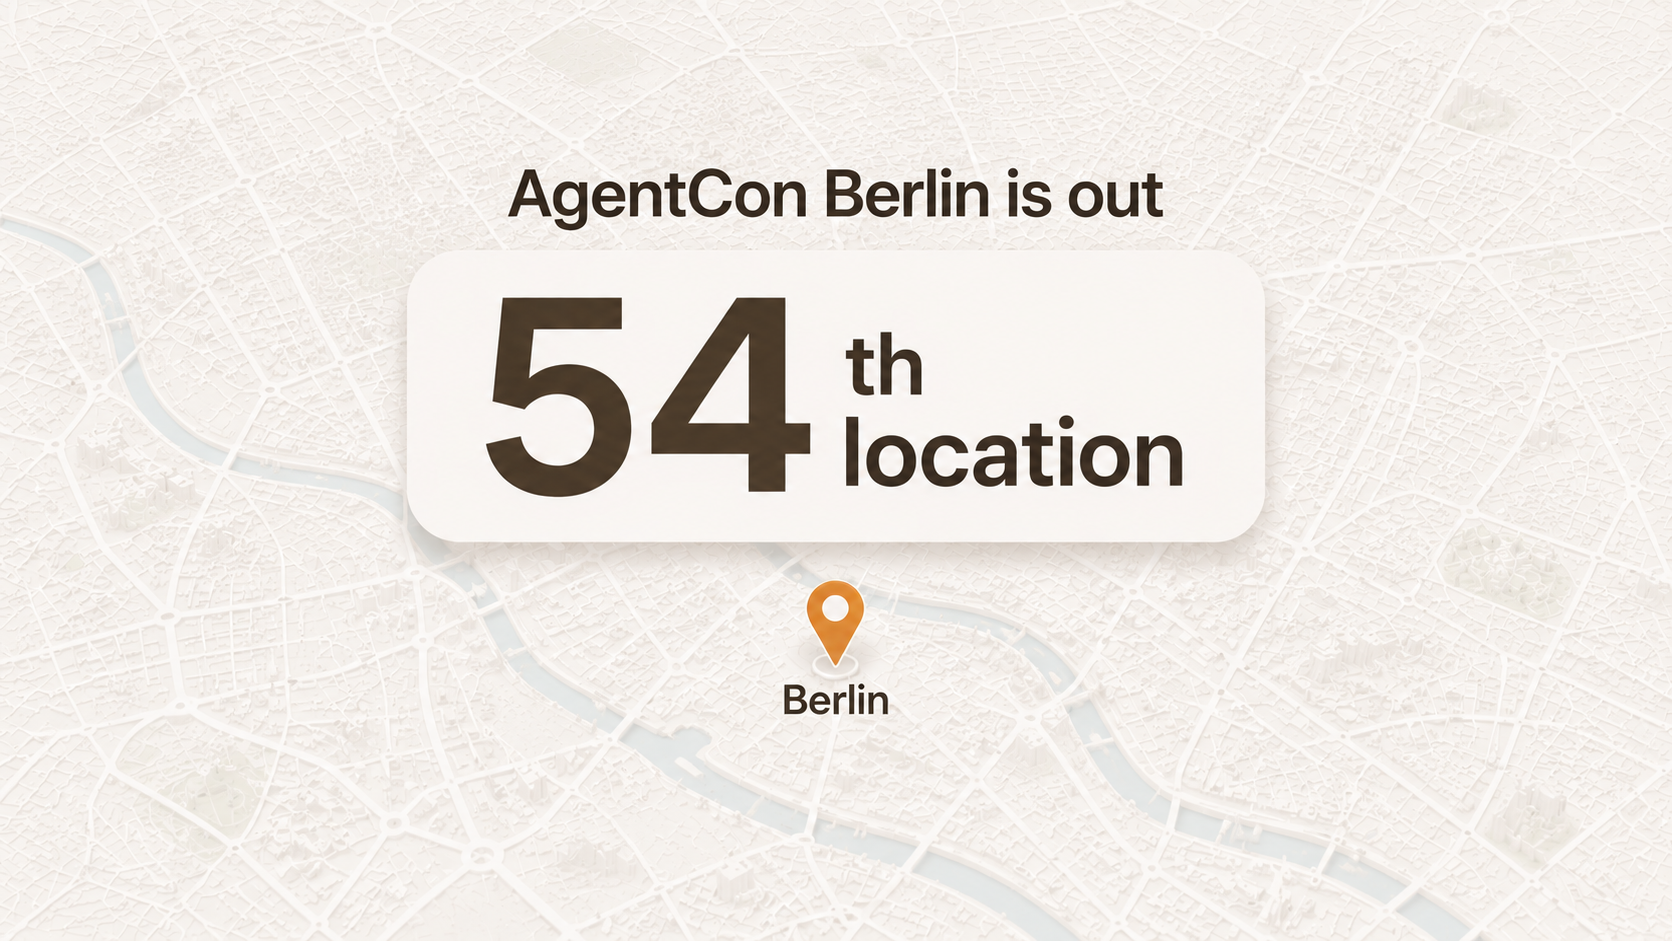 AgentCon Berlin is out
54 th
location
Berlin